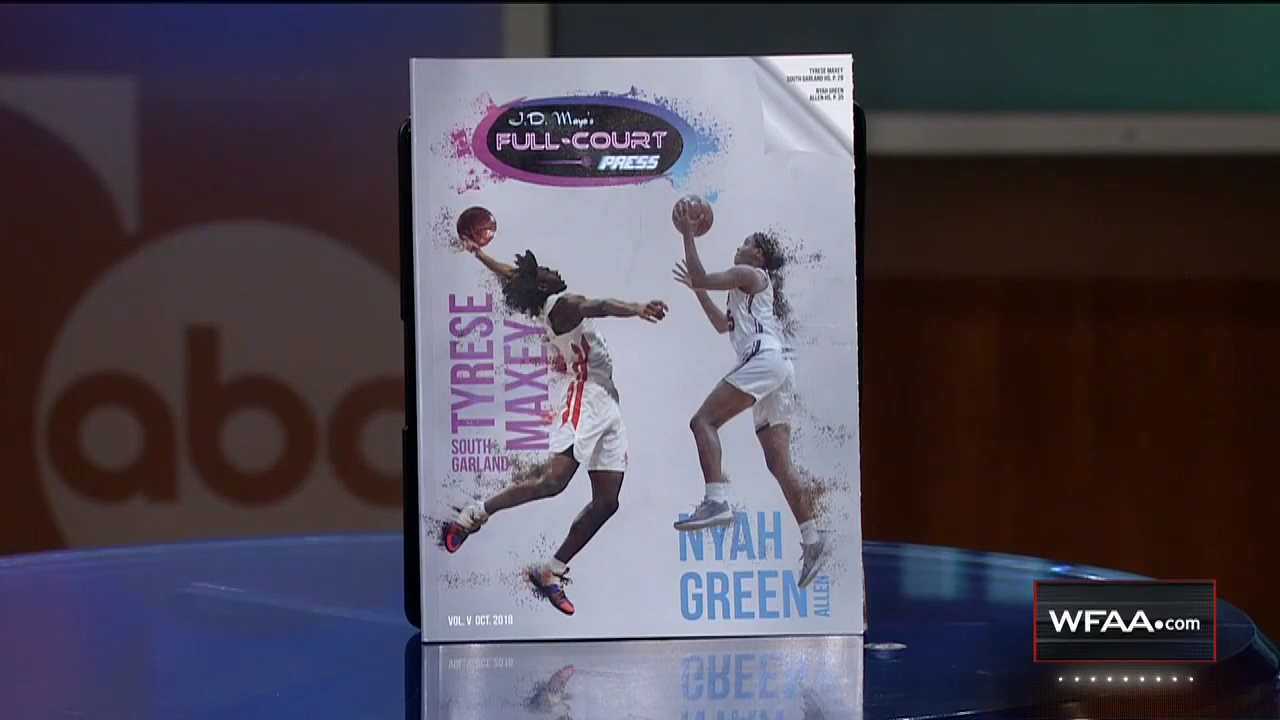 TYRESE MAXEY
SOUTH GARLAND HS, P. 29
NYAH GREEN
ALLEN HS, P. 35
J.D. Mayo's
FULL-COURT
PRESS
TYRESE
MAXEY
SOUTH
GARLAND
NYAH
GREEN
ALLEN
VOL. V OCT. 2018
abc
WFAA.com